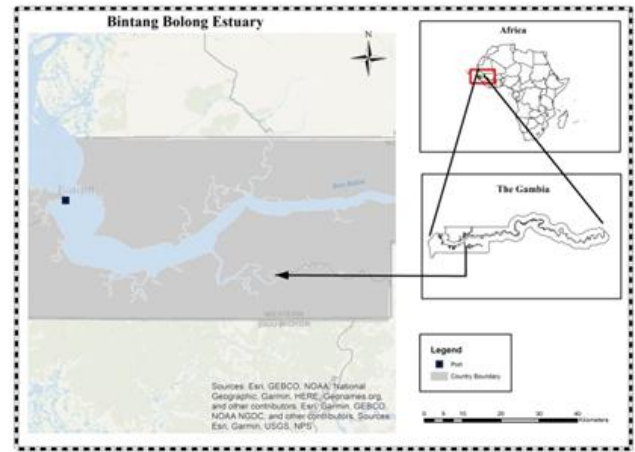 Bintang Bolong Estuary
N
Africa
Banjul
The Gambia
WESTERN
Sources: Esri, GEBCO, NOAA, National
Geographic, Garmin, HERE, Geonames.org,
and other contributors. Esri, Garmin, GEBCO,
NOAA NGDC, and other contributors. Sources:
Esri, Garmin, USGS, NPS
Legend
Port
Country Boundary
0 5 10 20 30 40
Kilometers